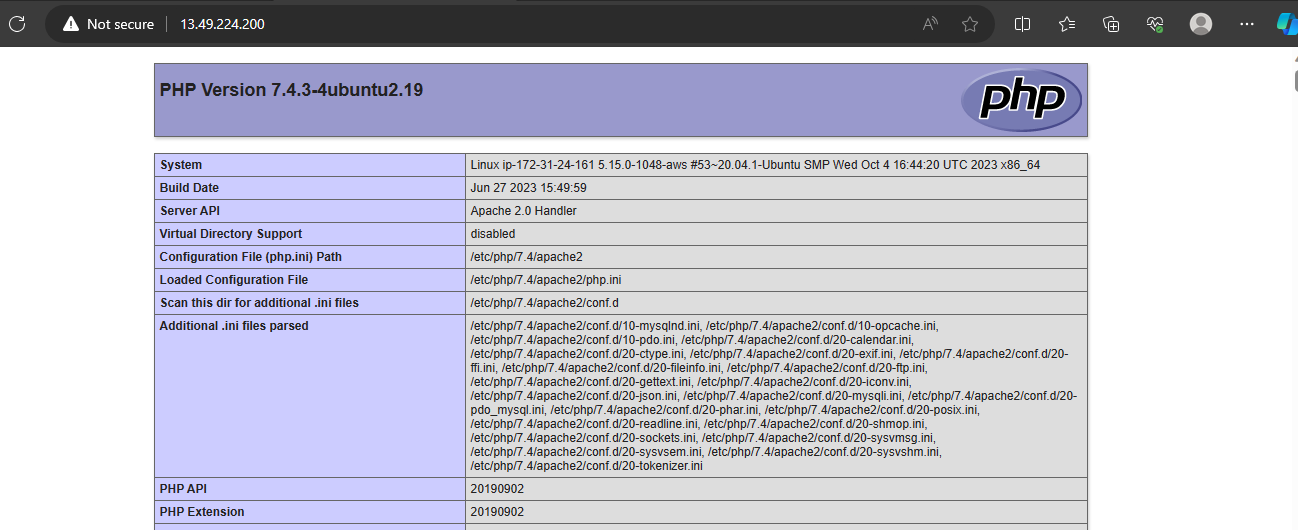 Not secure 13.49.224.200
PHP Version 7.4.3-4ubuntu2.19
php
System Linux ip-172-31-24-161 5.15.0-1048-aws #53~20.04.1-Ubuntu SMP Wed Oct 4 16:44:20 UTC 2023 x86_64
Build Date Jun 27 2023 15:49:59
Server API Apache 2.0 Handler
Virtual Directory Support disabled
Configuration File (php.ini) Path /etc/php/7.4/apache2
Loaded Configuration File /etc/php/7.4/apache2/php.ini
Scan this dir for additional .ini files /etc/php/7.4/apache2/conf.d
Additional .ini files parsed /etc/php/7.4/apache2/conf.d/10-mysqlnd.ini, /etc/php/7.4/apache2/conf.d/10-opcache.ini,
/etc/php/7.4/apache2/conf.d/10-pdo.ini, /etc/php/7.4/apache2/conf.d/20-calendar.ini,
/etc/php/7.4/apache2/conf.d/20-ctype.ini, /etc/php/7.4/apache2/conf.d/20-exif.ini, /etc/php/7.4/apache2/conf.d/20-
ffi.ini, /etc/php/7.4/apache2/conf.d/20-fileinfo.ini, /etc/php/7.4/apache2/conf.d/20-ftp.ini,
/etc/php/7.4/apache2/conf.d/20-gettext.ini, /etc/php/7.4/apache2/conf.d/20-iconv.ini,
/etc/php/7.4/apache2/conf.d/20-json.ini, /etc/php/7.4/apache2/conf.d/20-mysqli.ini, /etc/php/7.4/apache2/conf.d/20-
pdo_mysql.ini, /etc/php/7.4/apache2/conf.d/20-phar.ini, /etc/php/7.4/apache2/conf.d/20-posix.ini,
/etc/php/7.4/apache2/conf.d/20-readline.ini, /etc/php/7.4/apache2/conf.d/20-shmop.ini,
/etc/php/7.4/apache2/conf.d/20-sockets.ini, /etc/php/7.4/apache2/conf.d/20-sysvmsg.ini,
/etc/php/7.4/apache2/conf.d/20-sysvsem.ini, /etc/php/7.4/apache2/conf.d/20-sysvshm.ini,
/etc/php/7.4/apache2/conf.d/20-tokenizer.ini
PHP API 20190902
PHP Extension 20190902